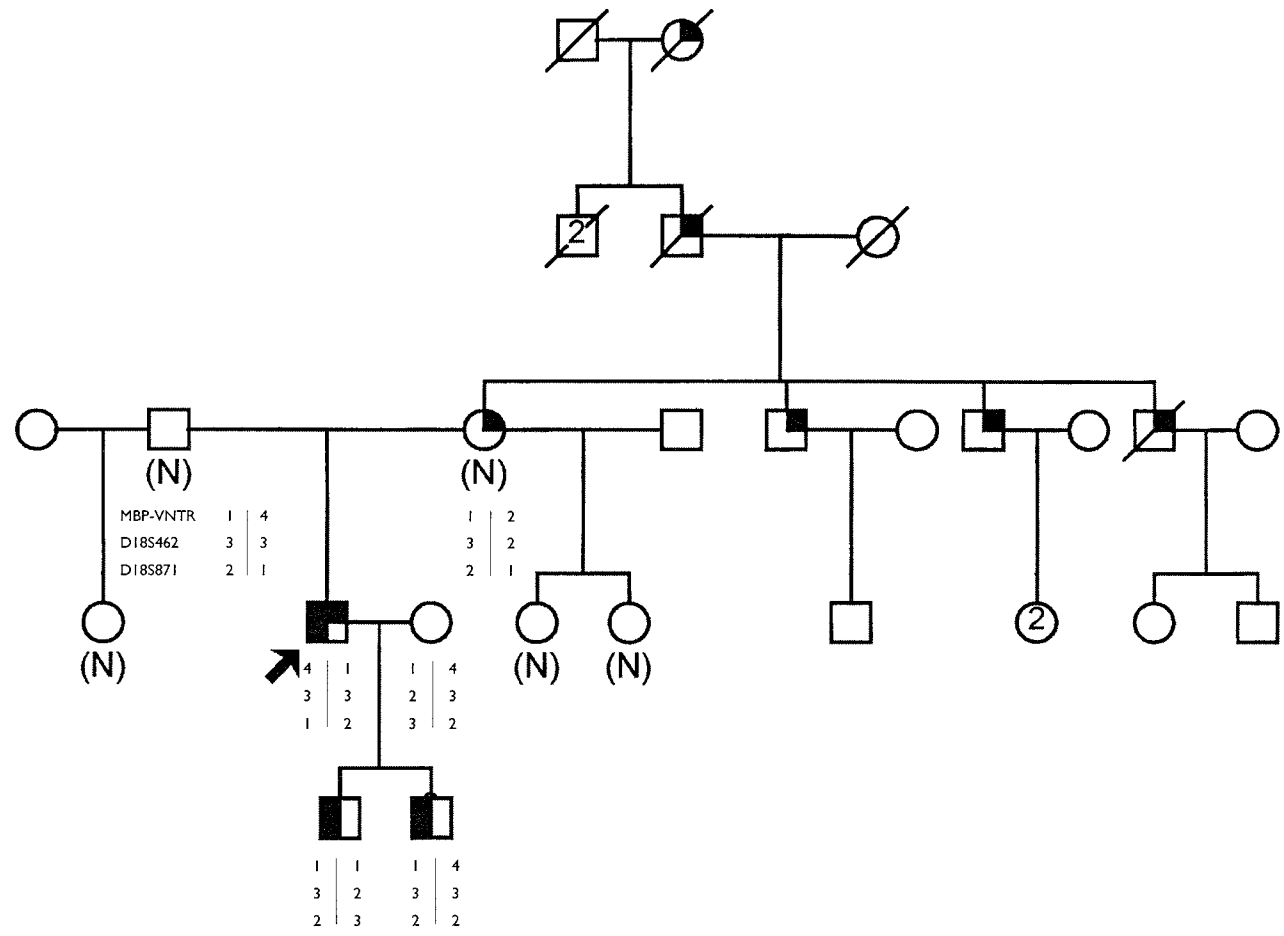 2
(N) (N)
MBP-VNTR 1 4 1 2
D18S462 3 3 3 2
D18S871 2 1 2 1
2
(N) (N) (N)
4 1 1 4
3 3 2 3
1 2 3 2
1 1 1 4
3 2 3 3
2 3 2 2